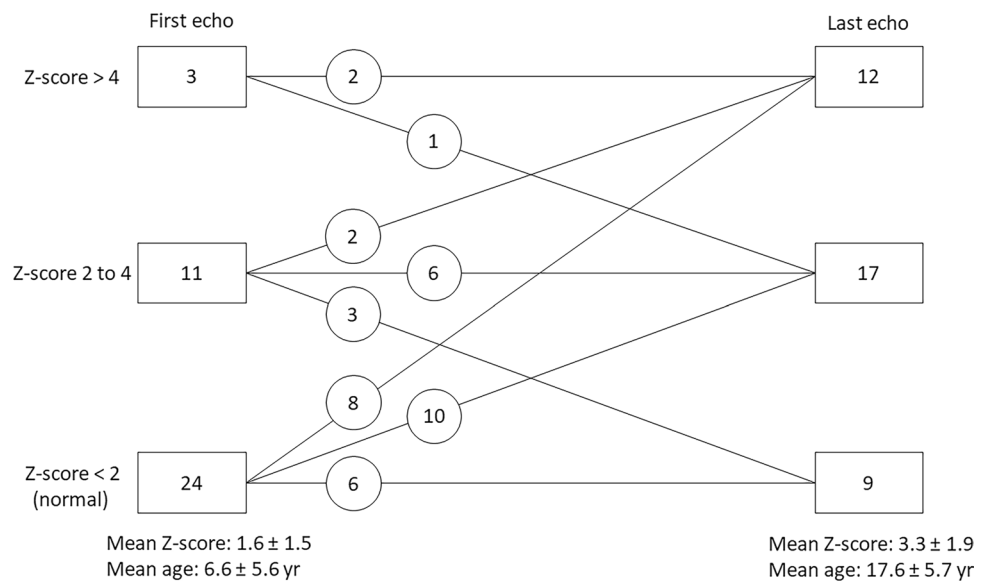 First echo
Last echo
Z-score > 4
3
2
12
1
2
Z-score 2 to 4
11
6
17
3
8
10
Z-score < 2
(normal)
24
6
9
Mean Z-score: 1.6 ± 1.5
Mean age: 6.6 ± 5.6 yr
Mean Z-score: 3.3 ± 1.9
Mean age: 17.6 ± 5.7 yr